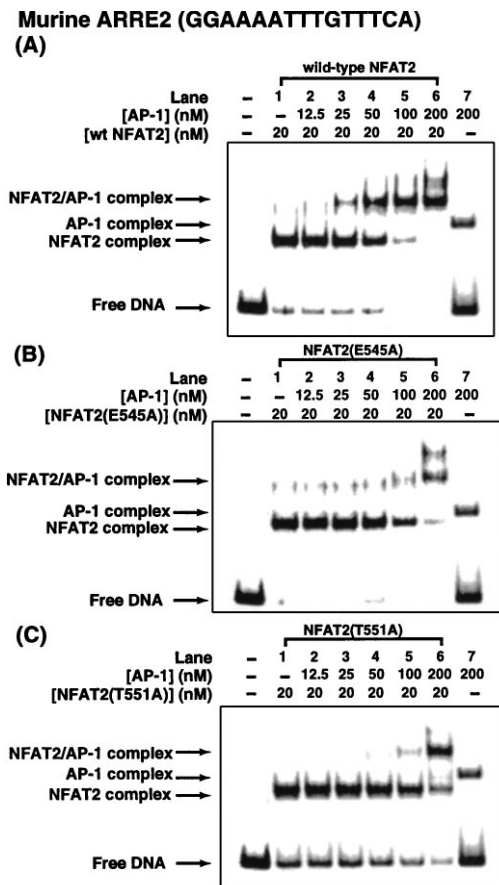 Murine ARRE2 (GGAAAATTTGTTTCA)
(A)
wild-type NFAT2
Lane – 1 2 3 4 5 6 7
[AP-1] (nM) – – 12.5 25 50 100 200 200
[wt NFAT2] (nM) – 20 20 20 20 20 20 –
NFAT2/AP-1 complex
AP-1 complex
NFAT2 complex
Free DNA
(B)
NFAT2(E545A)
Lane – 1 2 3 4 5 6 7
[AP-1] (nM) – – 12.5 25 50 100 200 200
[NFAT2(E545A)] (nM) – 20 20 20 20 20 20 –
NFAT2/AP-1 complex
AP-1 complex
NFAT2 complex
Free DNA
(C)
NFAT2(T551A)
Lane – 1 2 3 4 5 6 7
[AP-1] (nM) – – 12.5 25 50 100 200 200
[NFAT2(T551A)] (nM) – 20 20 20 20 20 20 –
NFAT2/AP-1 complex
AP-1 complex
NFAT2 complex
Free DNA